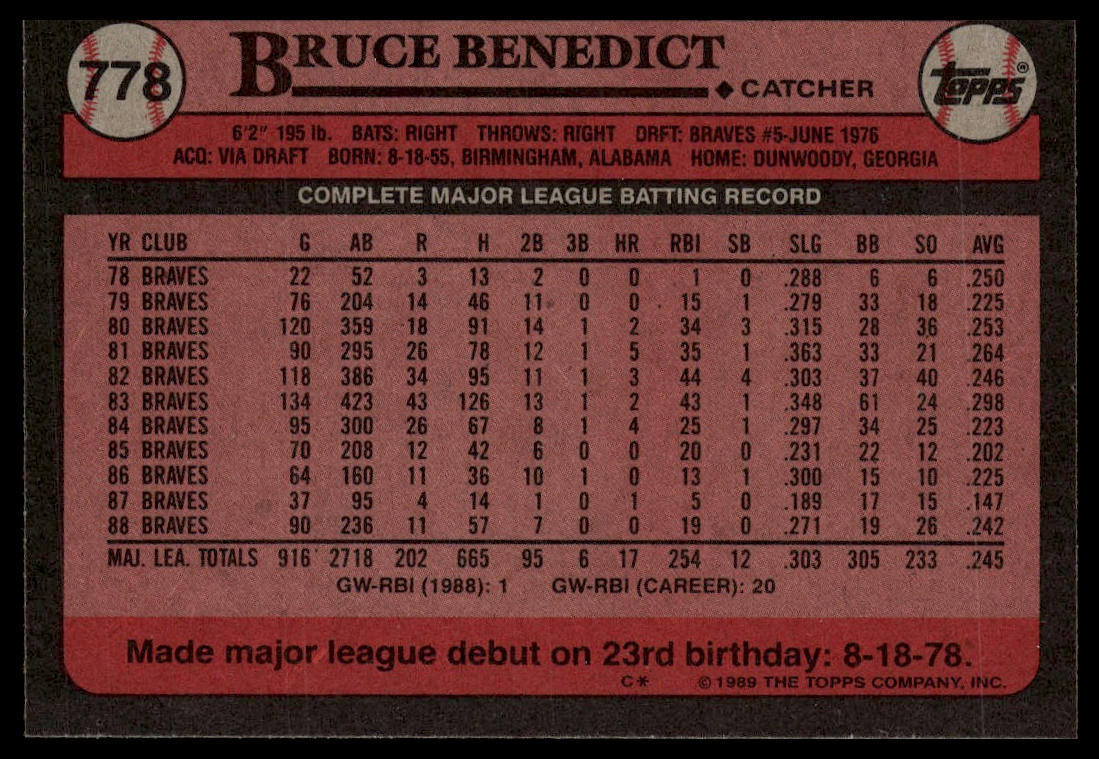 778
BRUCE BENEDICT
◆ CATCHER
Topps®
6'2" 195 lb. BATS: RIGHT THROWS: RIGHT DRFT: BRAVES #5-JUNE 1976
ACQ: VIA DRAFT BORN: 8-18-55, BIRMINGHAM, ALABAMA HOME: DUNWOODY, GEORGIA
COMPLETE MAJOR LEAGUE BATTING RECORD
YR CLUB G AB R H 2B 3B HR RBI SB SLG BB SO AVG
78 BRAVES 22 52 3 13 2 0 0 1 0 .288 6 6 .250
79 BRAVES 76 204 14 46 11 0 0 15 1 .279 33 18 .225
80 BRAVES 120 359 18 91 14 1 2 34 3 .315 28 36 .253
81 BRAVES 90 295 26 78 12 1 5 35 1 .363 33 21 .264
82 BRAVES 118 386 34 95 11 1 3 44 4 .303 37 40 .246
83 BRAVES 134 423 43 126 13 1 2 43 1 .348 61 24 .298
84 BRAVES 95 300 26 67 8 1 4 25 1 .297 34 25 .223
85 BRAVES 70 208 12 42 6 0 0 20 0 .231 22 12 .202
86 BRAVES 64 160 11 36 10 1 0 13 1 .300 15 10 .225
87 BRAVES 37 95 4 14 1 0 1 5 0 .189 17 15 .147
88 BRAVES 90 236 11 57 7 0 0 19 0 .271 19 26 .242
MAJ. LEA. TOTALS 916 2718 202 665 95 6 17 254 12 .303 305 233 .245
GW-RBI (1988): 1 GW-RBI (CAREER): 20
Made major league debut on 23rd birthday: 8-18-78.
C* © 1989 THE TOPPS COMPANY, INC.